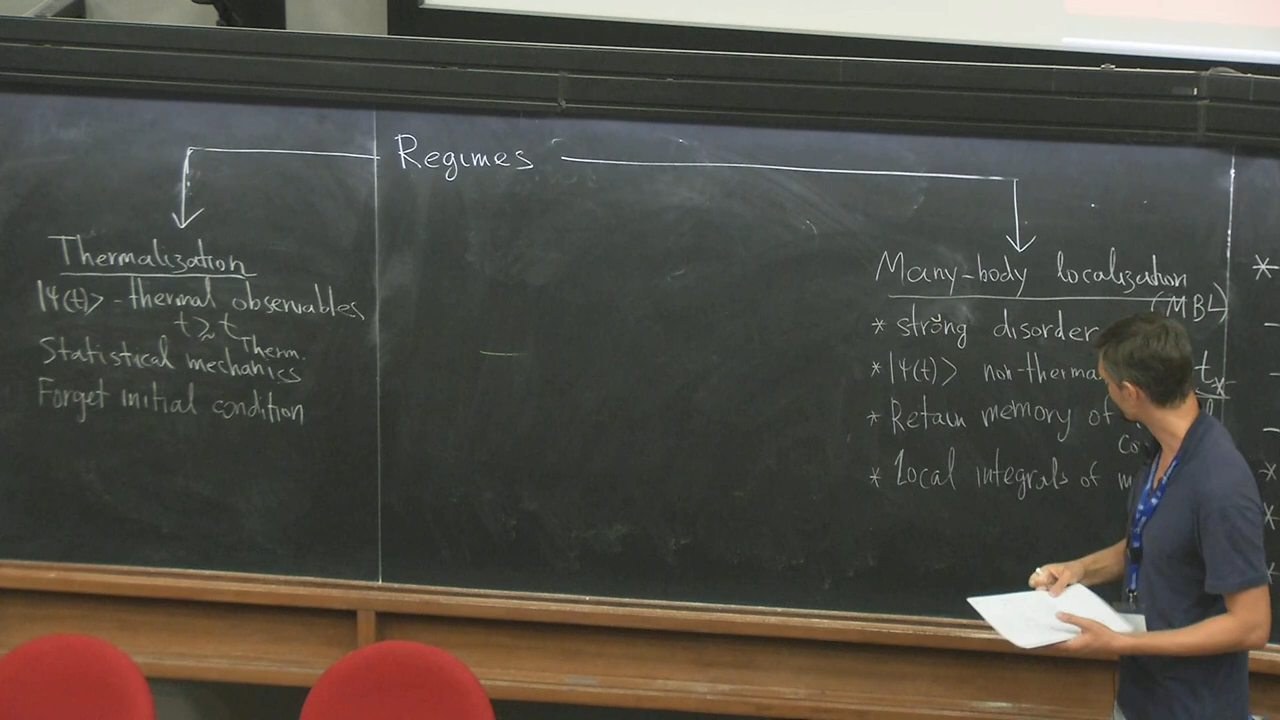 Regimes
Thermalization
|Ψ(t)> - thermal observables
t ≳ t Therm.
Statistical mechanics
Forget initial condition
Many-body localization
(MBL)
* strong disorder
* |Ψ(t)> non-therma t*
* Retain memory of
* Local integrals of
*